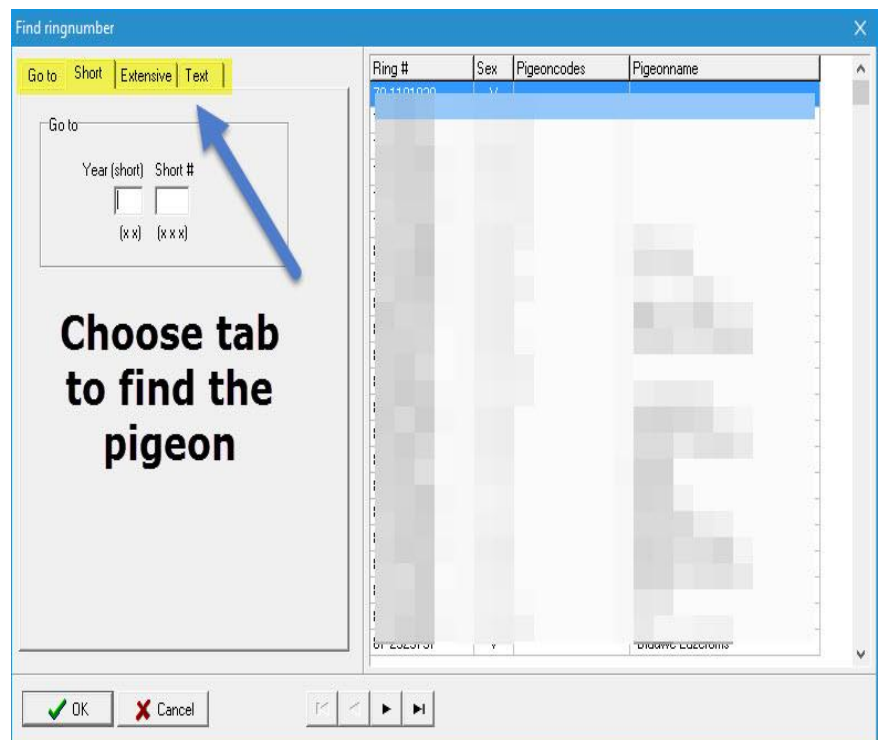 Find ringnumber
Go to Short Extensive Text
Go to
Year (short) Short #
(x x) (x x x)
Choose tab
to find the
pigeon
Ring # Sex Pigeoncodes Pigeonname
OK Cancel